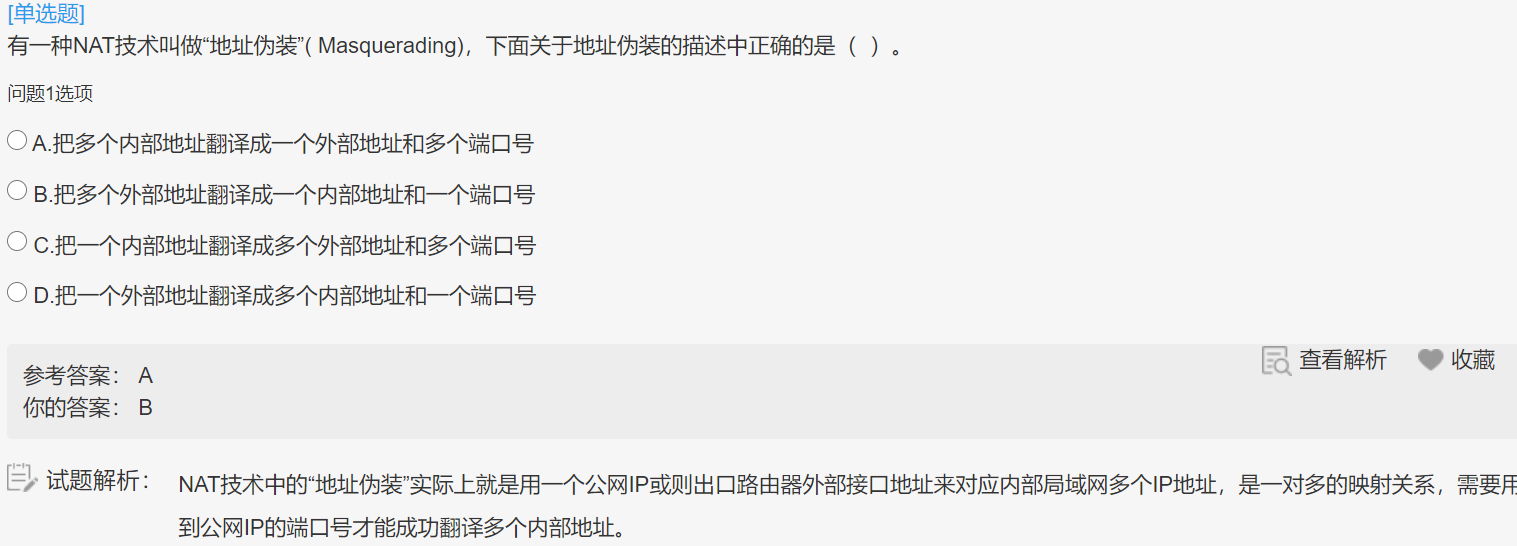 [单选题]
有一种NAT技术叫做“地址伪装”( Masquerading)，下面关于地址伪装的描述中正确的是（ ）。
问题1选项
A.把多个内部地址翻译成一个外部地址和多个端口号
B.把多个外部地址翻译成一个内部地址和一个端口号
C.把一个内部地址翻译成多个外部地址和多个端口号
D.把一个外部地址翻译成多个内部地址和一个端口号
查看解析 收藏
参考答案： A
你的答案： B
试题解析： NAT技术中的“地址伪装”实际上就是用一个公网IP或则出口路由器外部接口地址来对应内部局域网多个IP地址，是一对多的映射关系，需要用
到公网IP的端口号才能成功翻译多个内部地址。